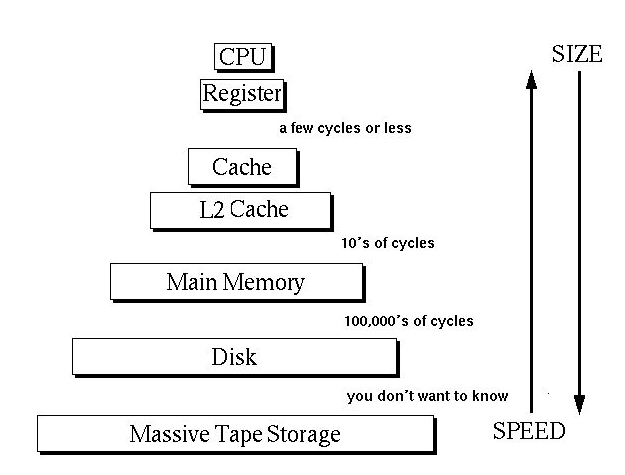 CPU
SIZE
Register
a few cycles or less
Cache
L2 Cache
10's of cycles
Main Memory
100,000's of cycles
Disk
you don't want to know
Massive Tape Storage
SPEED